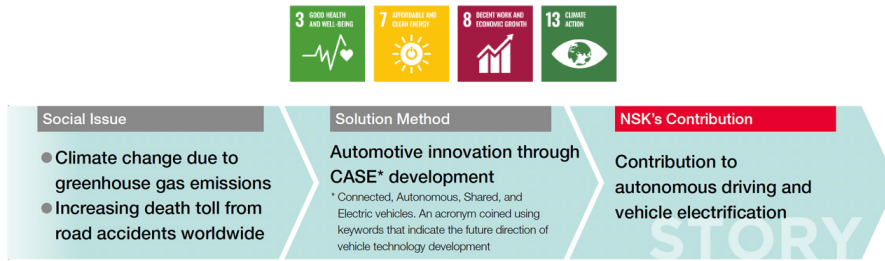 3 GOOD HEALTH
AND WELL-BEING
7 AFFORDABLE AND
CLEAN ENERGY
8 DECENT WORK AND
ECONOMIC GROWTH
13 CLIMATE
ACTION
Social Issue
● Climate change due to
greenhouse gas emissions
● Increasing death toll from
road accidents worldwide
Solution Method
Automotive innovation through
CASE* development
* Connected, Autonomous, Shared, and
Electric vehicles. An acronym coined using
keywords that indicate the future direction of
vehicle technology development
NSK's Contribution
Contribution to
autonomous driving and
vehicle electrification
STORY